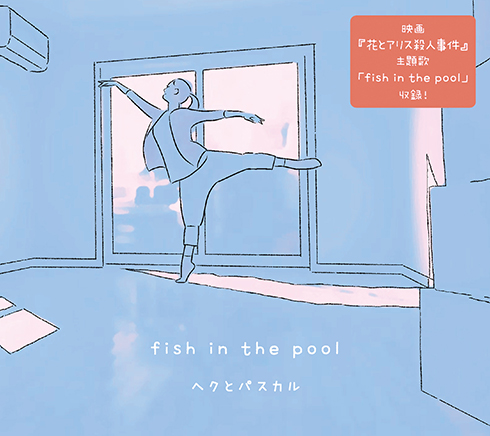 映画
『花とアリス殺人事件』
主題歌
「fish in the pool」
収録!
fish in the pool
ヘクとパスカル